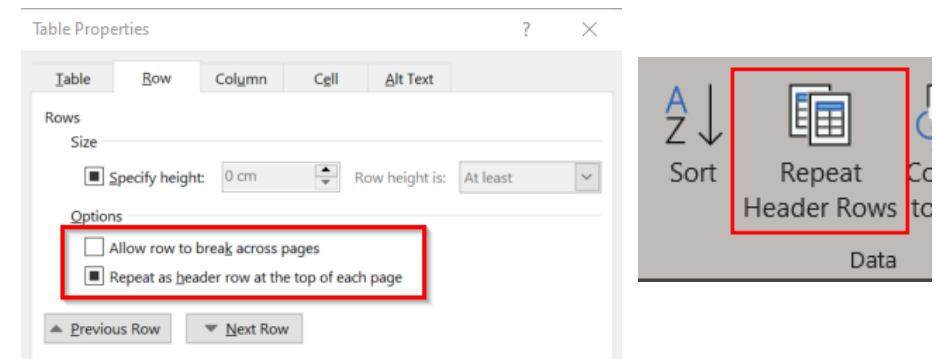 Table Properties ?
Table Row Column Cell Alt Text
Rows
Size
Specify height: 0 cm Row height is: At least
Options
Allow row to break across pages
Repeat as header row at the top of each page
Previous Row Next Row
A
Z
Sort
Repeat
Header Rows
Co
to
Data